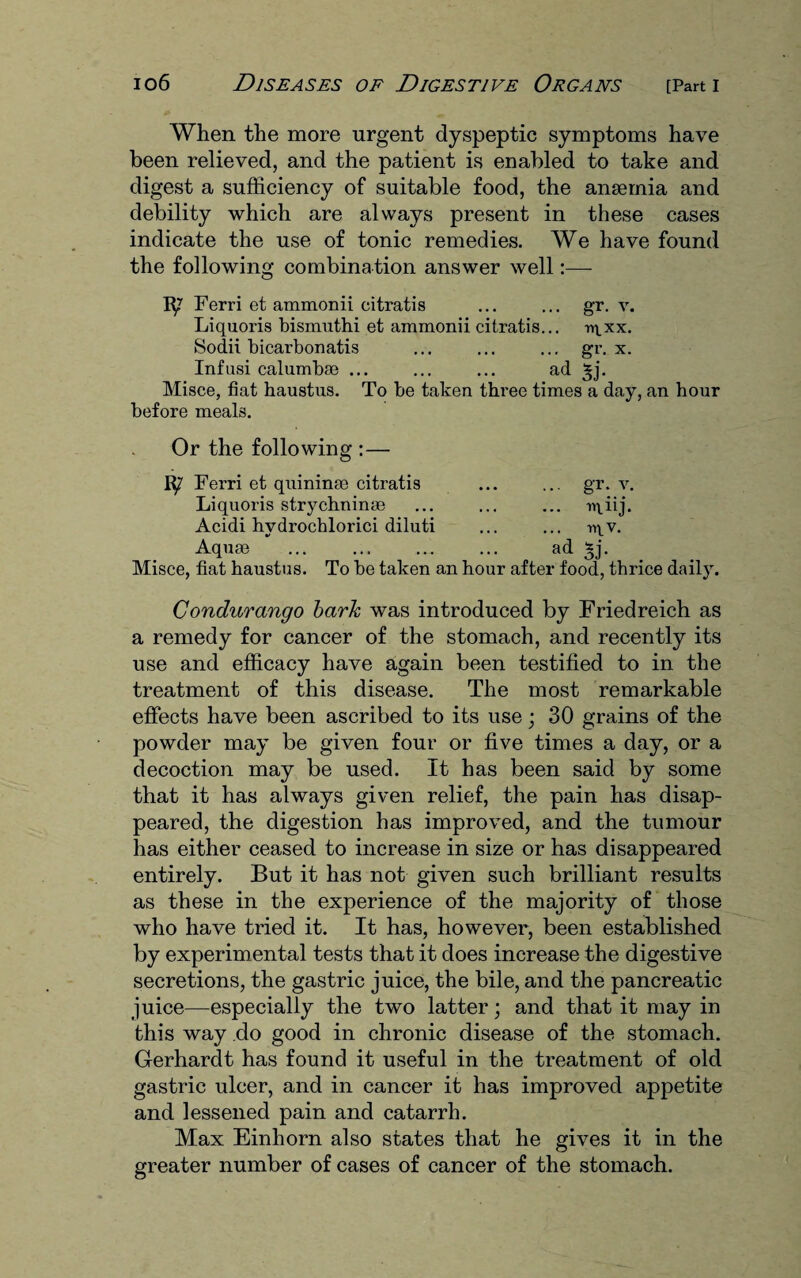 106 DISEASES OF DIGESTIVE ORGANS [Part I
When the more urgent dyspeptic symptoms have
been relieved, and the patient is enabled to take and
digest a sufficiency of suitable food, the anæmia and
debility which are always present in these cases
indicate the use of tonic remedies. We have found
the following combination answer well:—
℞ Ferri et ammonii citratis ... ... gr. v.
Liquoris bismuthi et ammonii citratis... ♏xx.
Sodii bicarbonatis ... ... ... gr. x.
Infusi calumbæ ... ... ... ad ℥j.
Misce, fiat haustus. To be taken three times a day, an hour
before meals.
Or the following:—
℞ Ferri et quininæ citratis ... ... gr. v.
Liquoris strychninæ ... ... ... ♏iij.
Acidi hydrochlorici diluti ... ... ♏v.
Aquæ ... ... ... ... ad ℥j.
Misce, fiat haustus. To be taken an hour after food, thrice daily.
Condurango bark was introduced by Friedreich as
a remedy for cancer of the stomach, and recently its
use and efficacy have again been testified to in the
treatment of this disease. The most remarkable
effects have been ascribed to its use; 30 grains of the
powder may be given four or five times a day, or a
decoction may be used. It has been said by some
that it has always given relief, the pain has disap-
peared, the digestion has improved, and the tumour
has either ceased to increase in size or has disappeared
entirely. But it has not given such brilliant results
as these in the experience of the majority of those
who have tried it. It has, however, been established
by experimental tests that it does increase the digestive
secretions, the gastric juice, the bile, and the pancreatic
juice—especially the two latter; and that it may in
this way do good in chronic disease of the stomach.
Gerhardt has found it useful in the treatment of old
gastric ulcer, and in cancer it has improved appetite
and lessened pain and catarrh.
Max Einhorn also states that he gives it in the
greater number of cases of cancer of the stomach.